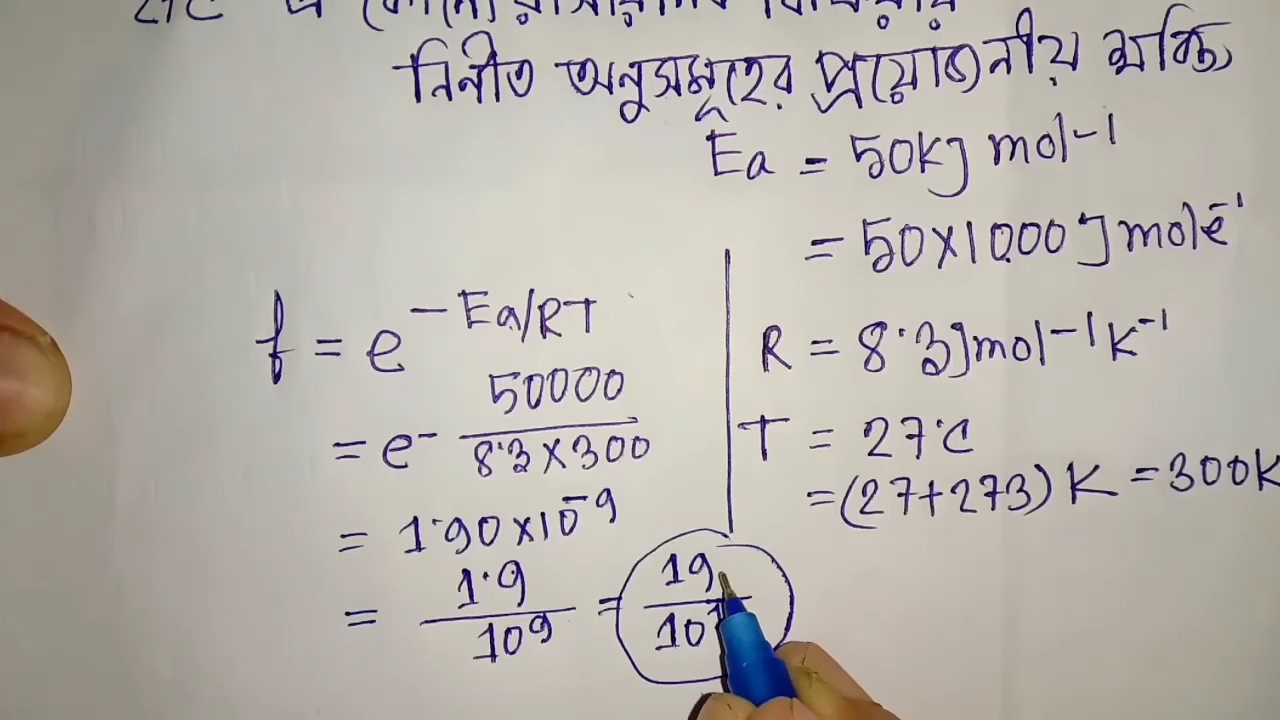 এ কোনো রাসায়নিক বিক্রিয়ার
নির্নীত অনুসমূহের প্রয়োজনীয় শক্তি
Ea = 50KJ mol-1
= 50×1000 J mole⁻¹
f = e^-Ea/RT
= e^- 50000 / 8.3×300
= 1.90×10⁻⁹
= 1.9 / 10⁹ = 19 / 10
R = 8.3 J mol-1 K⁻¹
T = 27°C
= (27+273) K = 300K